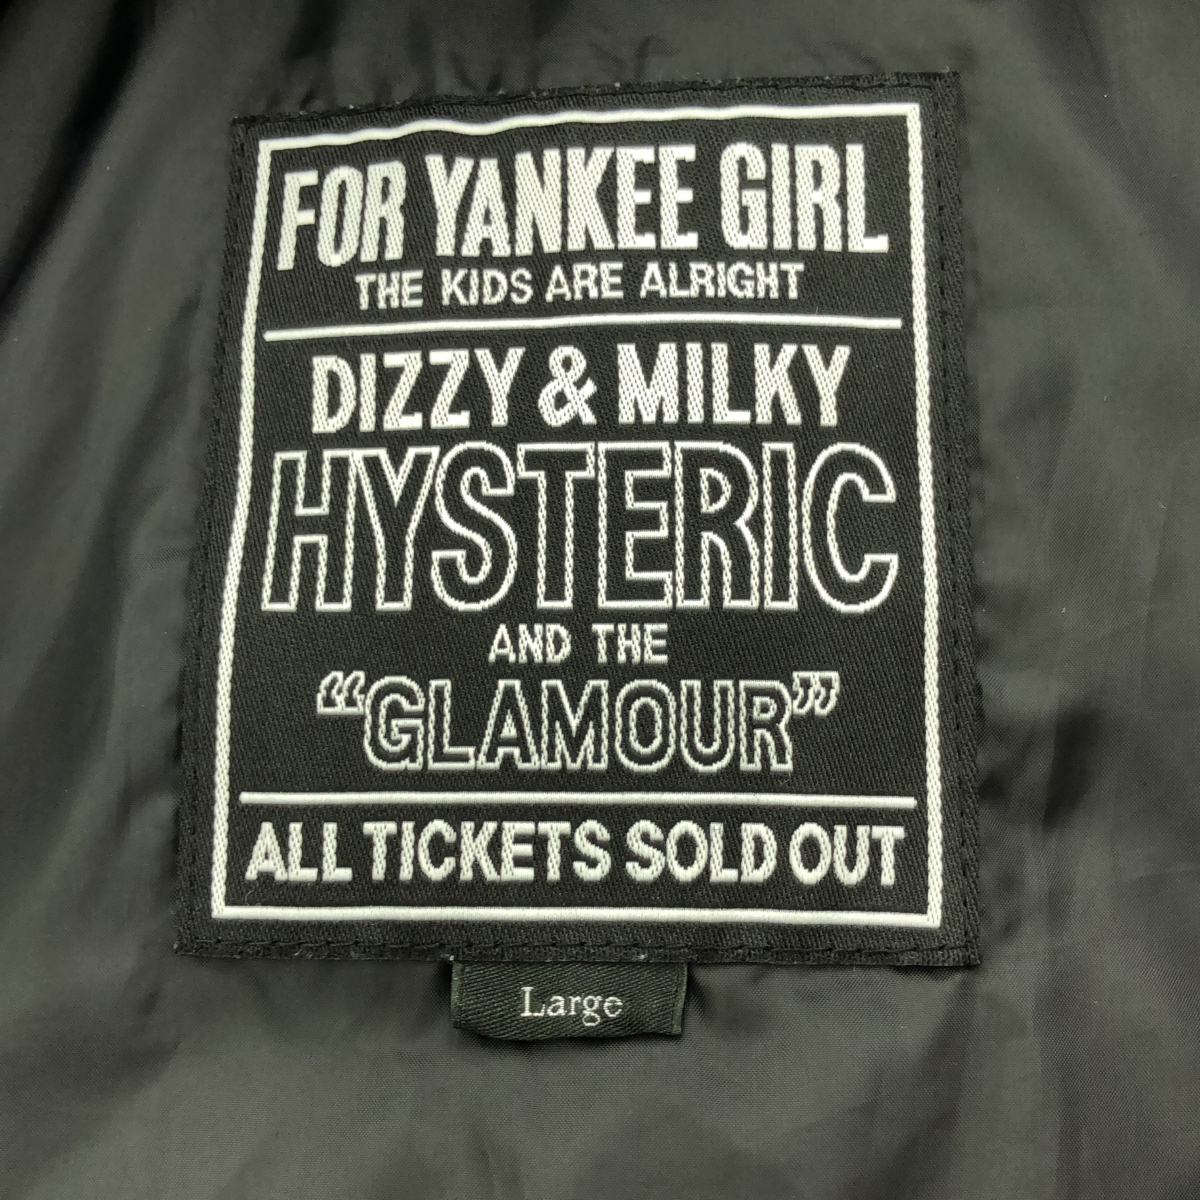 FOR YANKEE GIRL
THE KIDS ARE ALRIGHT
DIZZY & MILKY
HYSTERIC
AND THE
“GLAMOUR”
ALL TICKETS SOLD OUT
Large